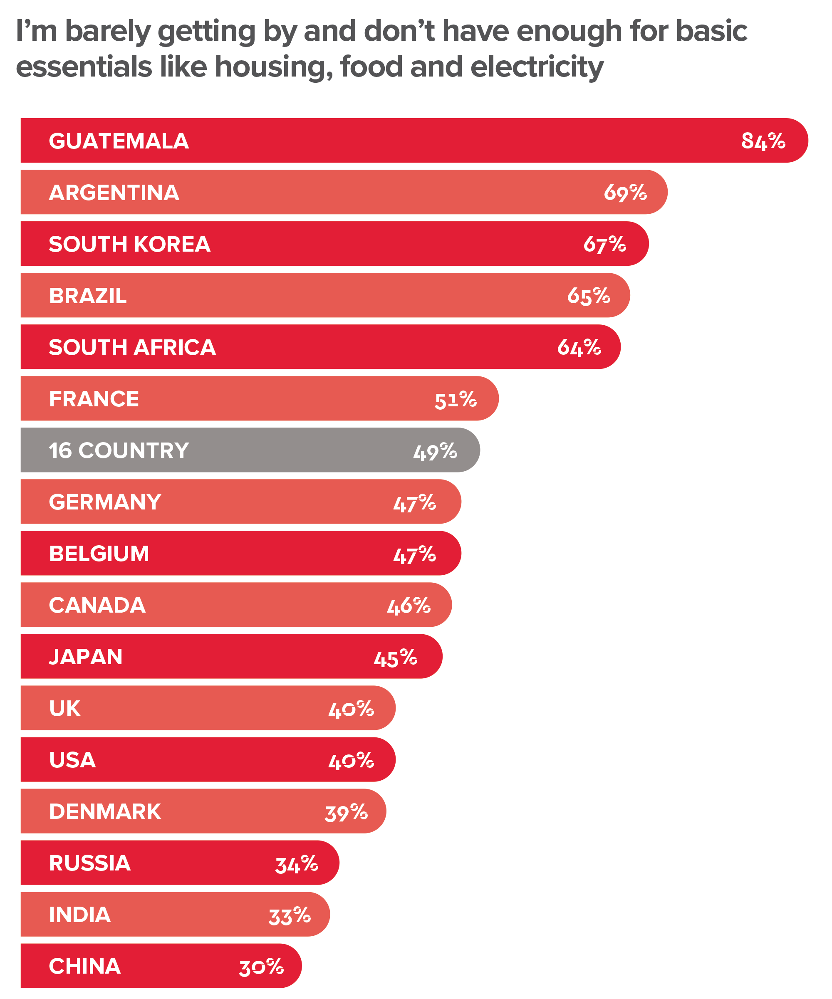 I’m barely getting by and don’t have enough for basic
essentials like housing, food and electricity
GUATEMALA 84%
ARGENTINA 69%
SOUTH KOREA 67%
BRAZIL 65%
SOUTH AFRICA 64%
FRANCE 51%
16 COUNTRY 49%
GERMANY 47%
BELGIUM 47%
CANADA 46%
JAPAN 45%
UK 40%
USA 40%
DENMARK 39%
RUSSIA 34%
INDIA 33%
CHINA 30%